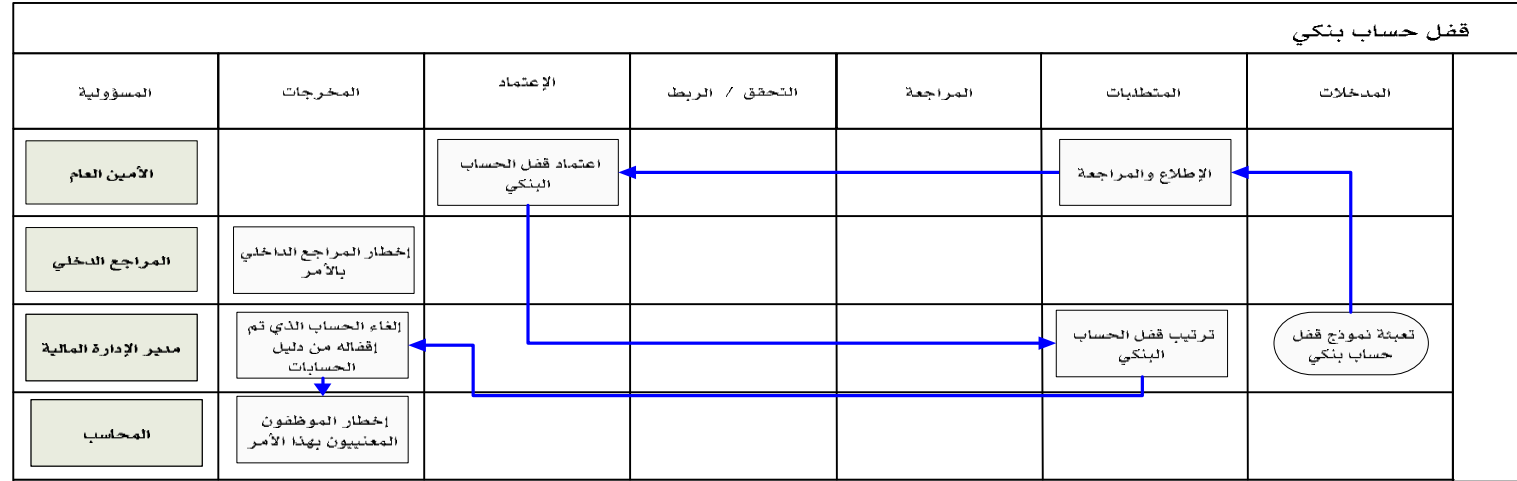 قفل حساب بنكي
المدخلات
المتطلبات
المراجعة
التحقق / الربط
الإعتماد
المخرجات
المسؤولية
الإطلاع والمراجعة
اعتماد قفل الحساب
البنكي
الأمين العام
إخطار المراجع الداخلي
بالأمر
المراجع الدخلي
تعبئة نموذج قفل
حساب بنكي
ترتيب قفل الحساب
البنكي
إلغاء الحساب الذي تم
إقفاله من دليل
الحسابات
مدير الإدارة المالية
إخطار الموظفون
المعنييون بهذا الأمر
المحاسب